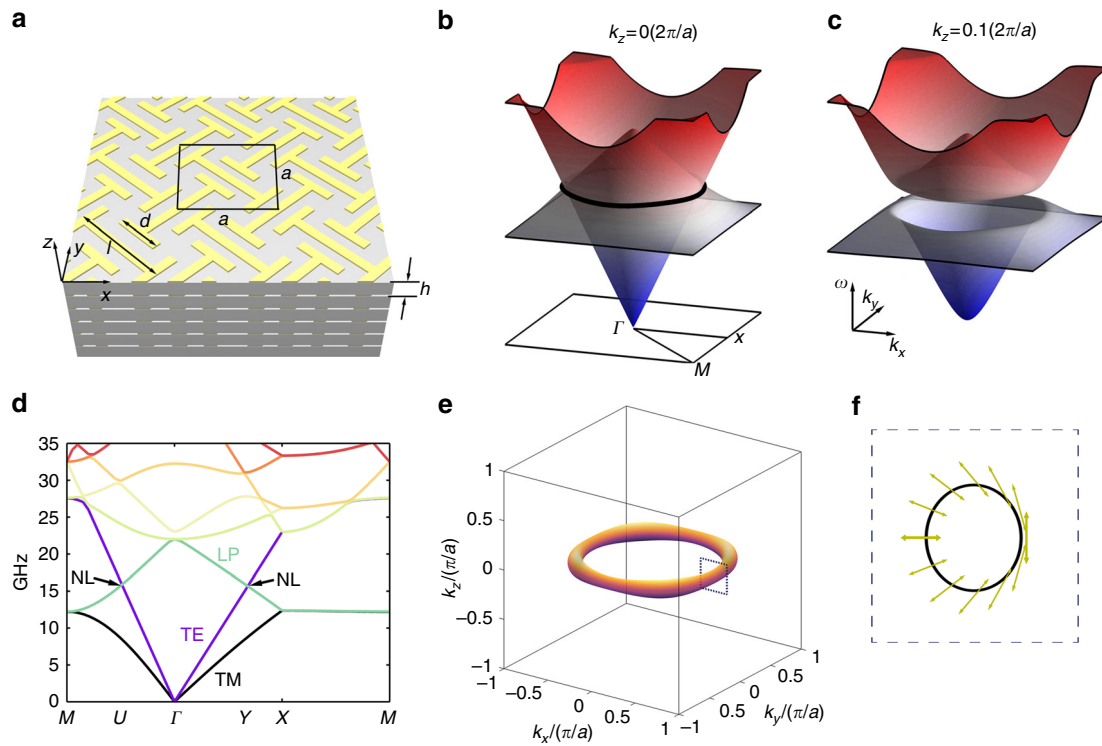 a
a
a
d
l
z
y
x
h
b
k_z=0(2π/a)
Γ
x
M
c
k_z=0.1(2π/a)
ω
k_y
k_x
d
35
30
25
20
15
10
5
0
GHz
NL
LP
NL
TE
TM
M U Γ Y X M
e
1
0.5
0
−0.5
−1
k_z/(π/a)
−1
−0.5
0
0.5
1
k_x/(π/a)
−1
−0.5
0
0.5
1
k_y/(π/a)
f